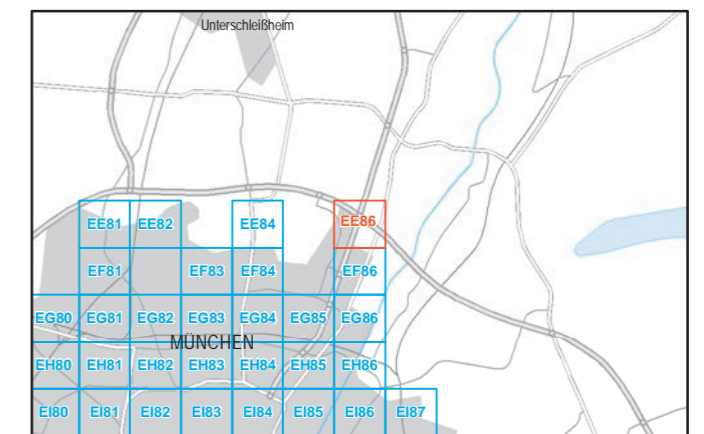 Unterschleißheim
EE81 EE82 EE84 EE86
EF81 EF83 EF84 EF86
EG80 EG81 EG82 EG83 EG84 EG85 EG86
MÜNCHEN
EH80 EH81 EH82 EH83 EH84 EH85 EH86
EI80 EI81 EI82 EI83 EI84 EI85 EI86 EI87